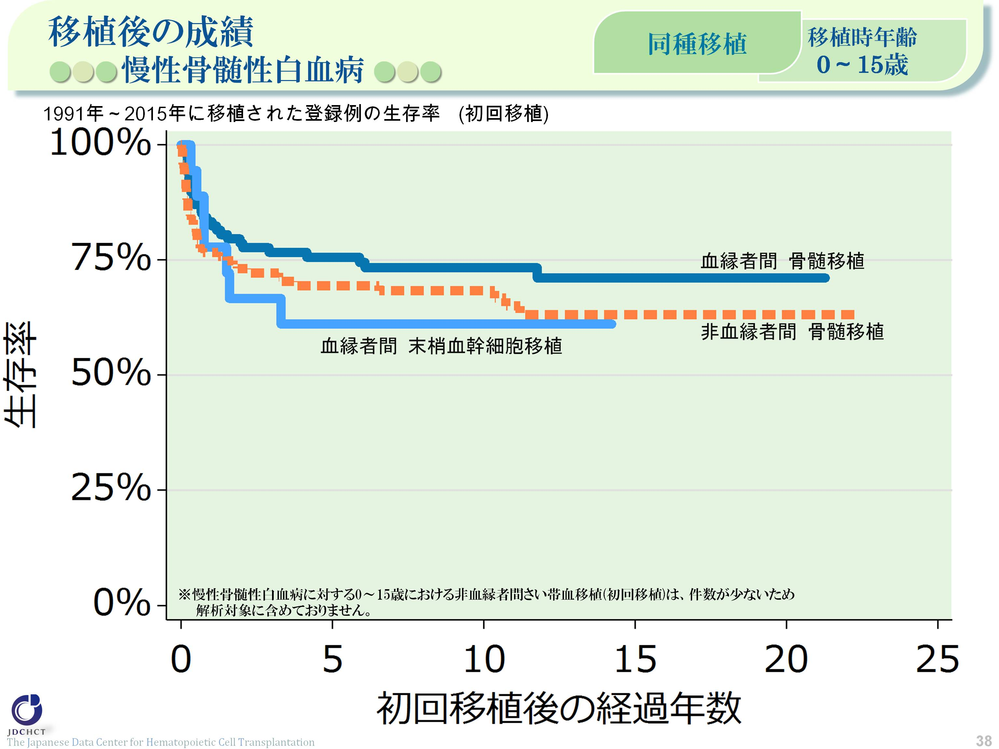 移植後の成績
慢性骨髄性白血病
同種移植
移植時年齢
0~15歳
1991年~2015年に移植された登録例の生存率 (初回移植)
100%
75%
50%
25%
0%
生存率
血縁者間 骨髄移植
非血縁者間 骨髄移植
血縁者間 末梢血幹細胞移植
※慢性骨髄性白血病に対する0~15歳における非血縁者間さい帯血移植(初回移植)は、件数が少ないため
解析対象に含めておりません。
0 5 10 15 20 25
初回移植後の経過年数
JDCHCT
The Japanese Data Center for Hematopoietic Cell Transplantation
38